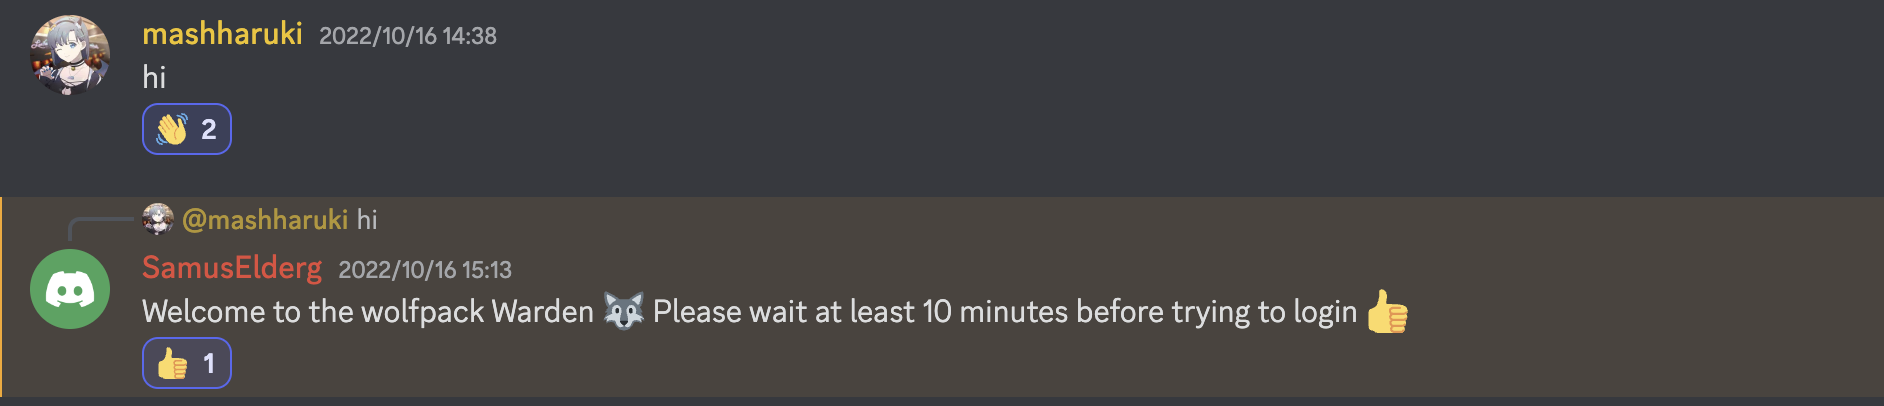 mashharuki 2022/10/16 14:38
hi
👋 2
@mashharuki hi
SamusElderg 2022/10/16 15:13
Welcome to the wolfpack Warden 🐺 Please wait at least 10 minutes before trying to login 👍
👍 1